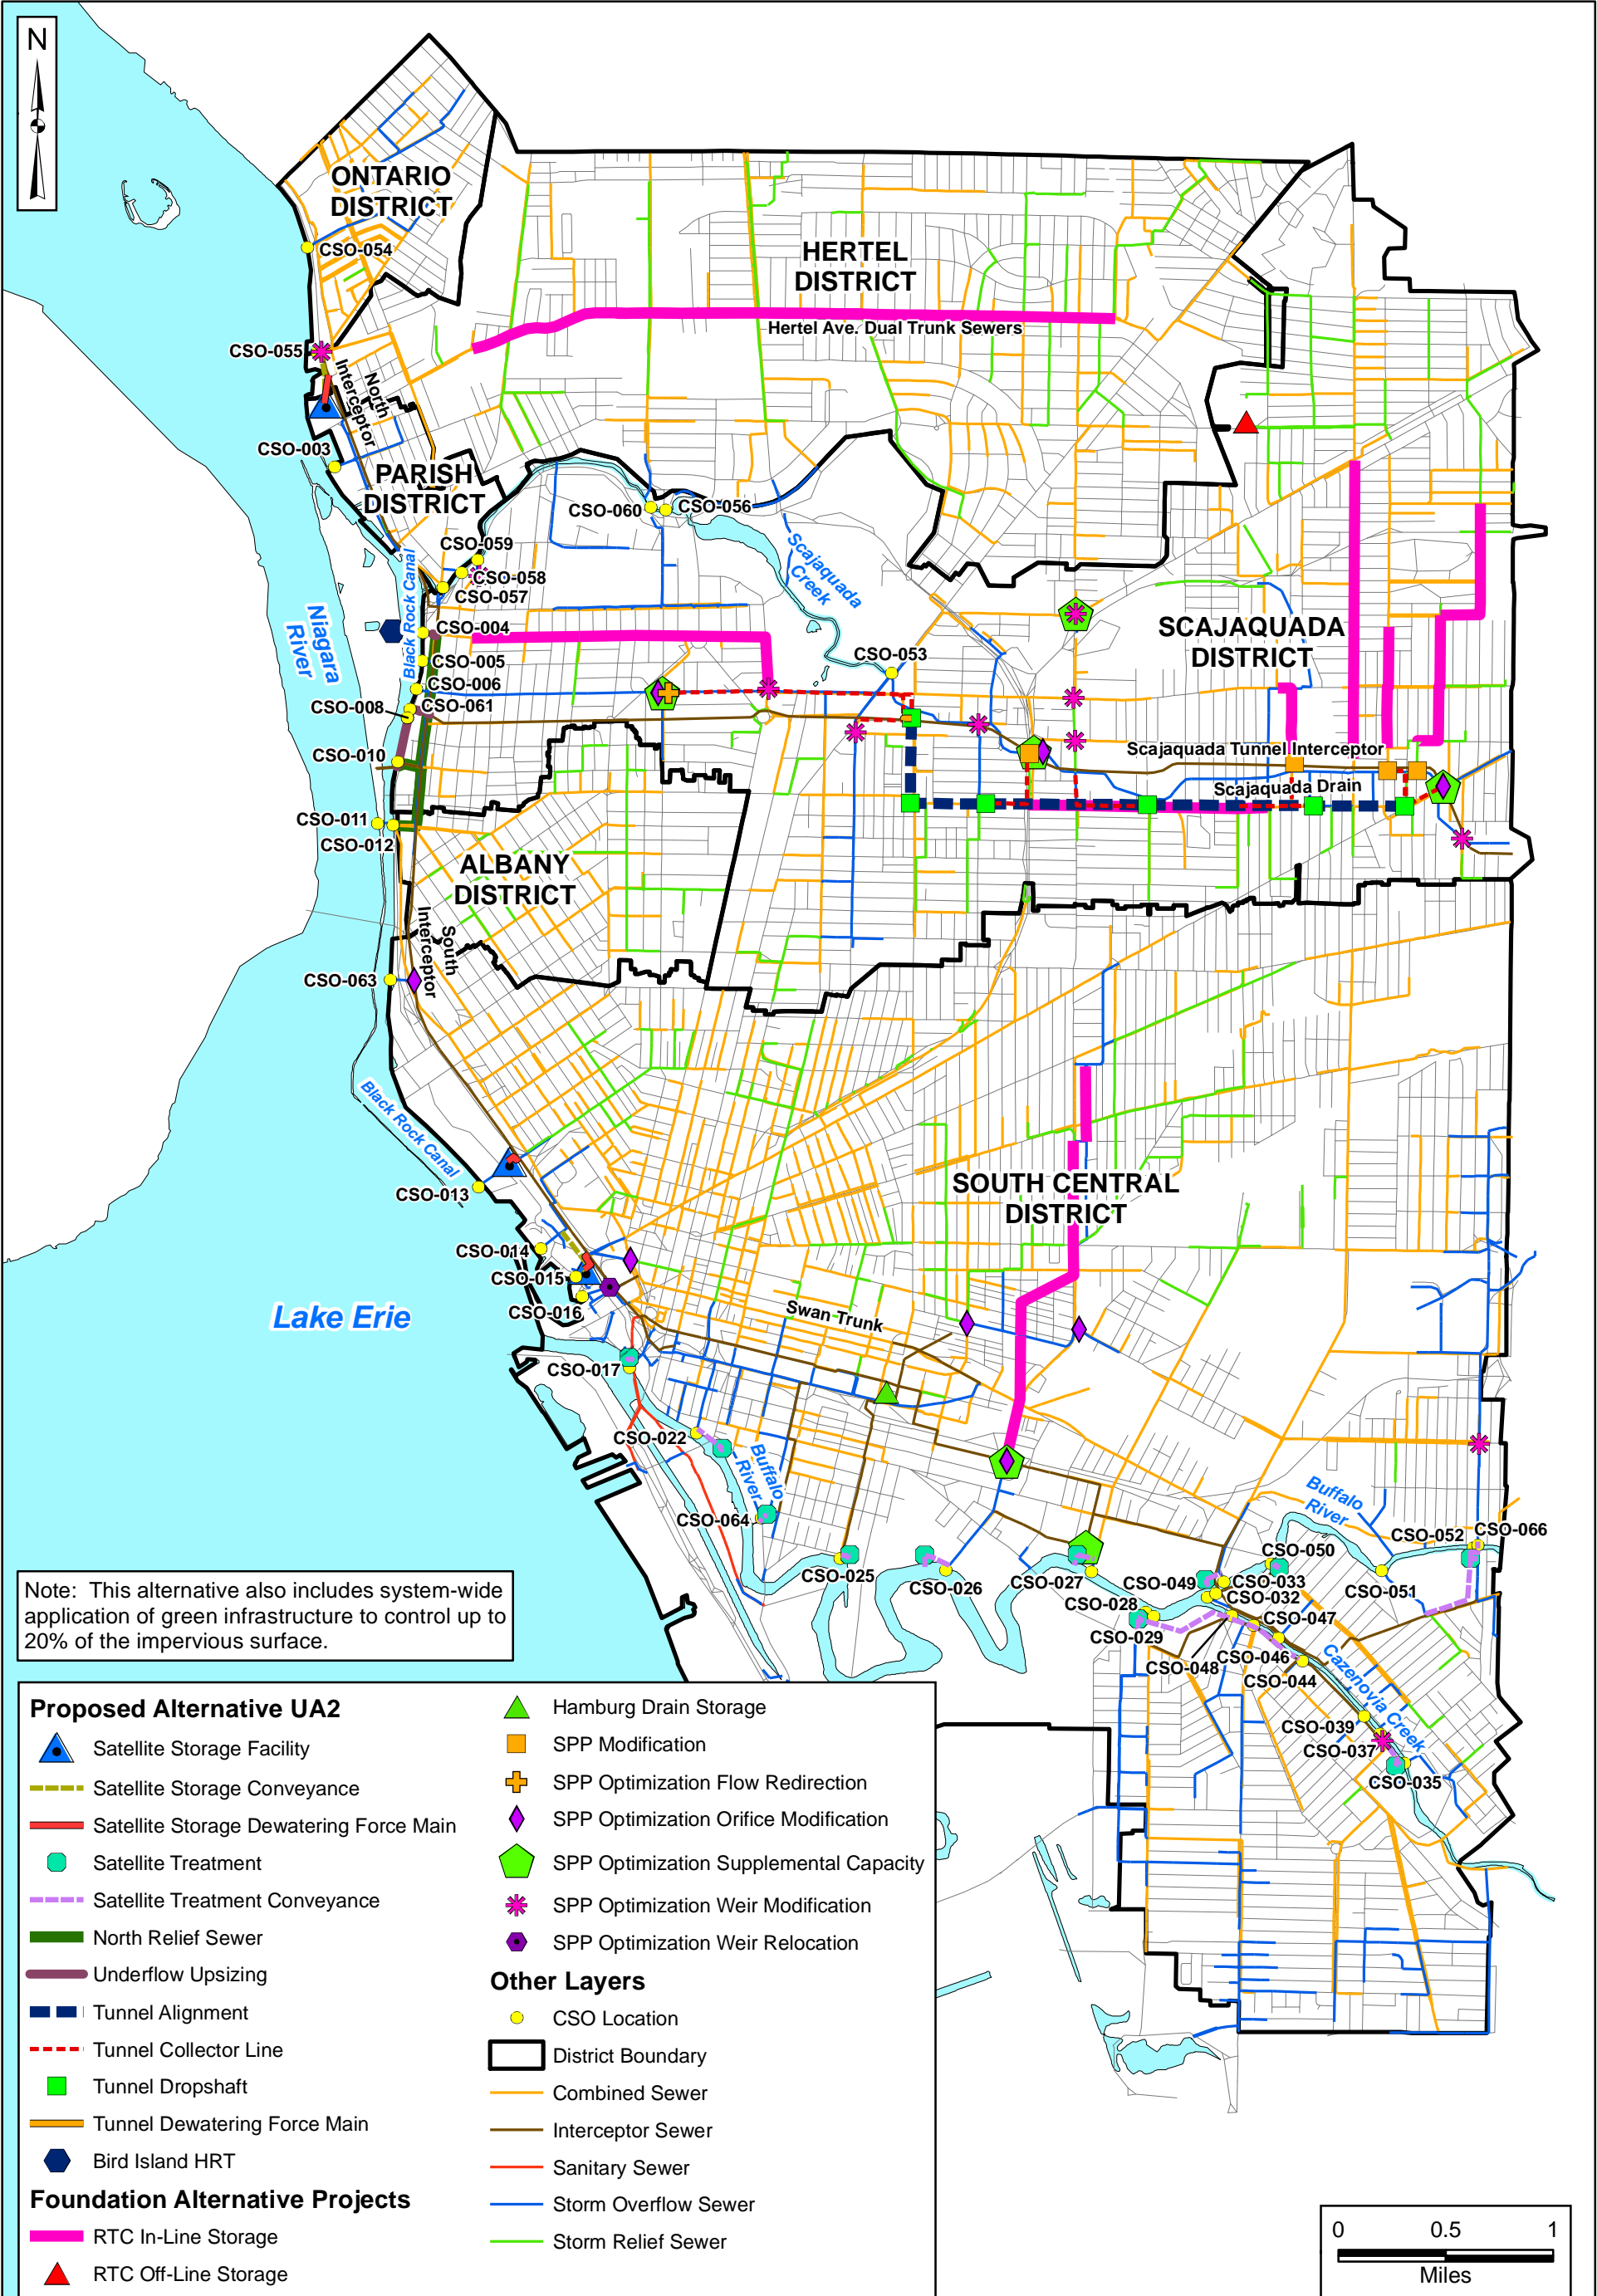 N
ONTARIO
DISTRICT
CSO-054
HERTEL
DISTRICT
Hertel Ave. Dual Trunk Sewers
CSO-055
North
Interceptor
CSO-003
PARISH
DISTRICT
CSO-060
CSO-056
Scajaquada
Creek
CSO-059
CSO-058
CSO-057
Black Rock Canal
Niagara
River
CSO-004
CSO-005
CSO-006
CSO-008
CSO-061
CSO-053
SCAJAQUADA
DISTRICT
CSO-010
Scajaquada Tunnel Interceptor
Scajaquada Drain
CSO-011
CSO-012
ALBANY
DISTRICT
South
Interceptor
CSO-063
Black Rock Canal
CSO-013
SOUTH CENTRAL
DISTRICT
CSO-014
CSO-015
CSO-016
Lake Erie
Swan Trunk
CSO-017
CSO-022
Buffalo
River
CSO-064
Buffalo
River
CSO-052
CSO-066
CSO-025
CSO-026
CSO-027
CSO-050
CSO-051
CSO-049
CSO-033
CSO-032
CSO-028
CSO-047
CSO-029
CSO-048
CSO-046
CSO-044
Cazenovia Creek
CSO-039
CSO-037
CSO-035
Note: This alternative also includes system-wide
application of green infrastructure to control up to
20% of the impervious surface.
Proposed Alternative UA2
Satellite Storage Facility
Satellite Storage Conveyance
Satellite Storage Dewatering Force Main
Satellite Treatment
Satellite Treatment Conveyance
North Relief Sewer
Underflow Upsizing
Tunnel Alignment
Tunnel Collector Line
Tunnel Dropshaft
Tunnel Dewatering Force Main
Bird Island HRT
Foundation Alternative Projects
RTC In-Line Storage
RTC Off-Line Storage
Hamburg Drain Storage
SPP Modification
SPP Optimization Flow Redirection
SPP Optimization Orifice Modification
SPP Optimization Supplemental Capacity
SPP Optimization Weir Modification
SPP Optimization Weir Relocation
Other Layers
CSO Location
District Boundary
Combined Sewer
Interceptor Sewer
Sanitary Sewer
Storm Overflow Sewer
Storm Relief Sewer
0 0.5 1
Miles